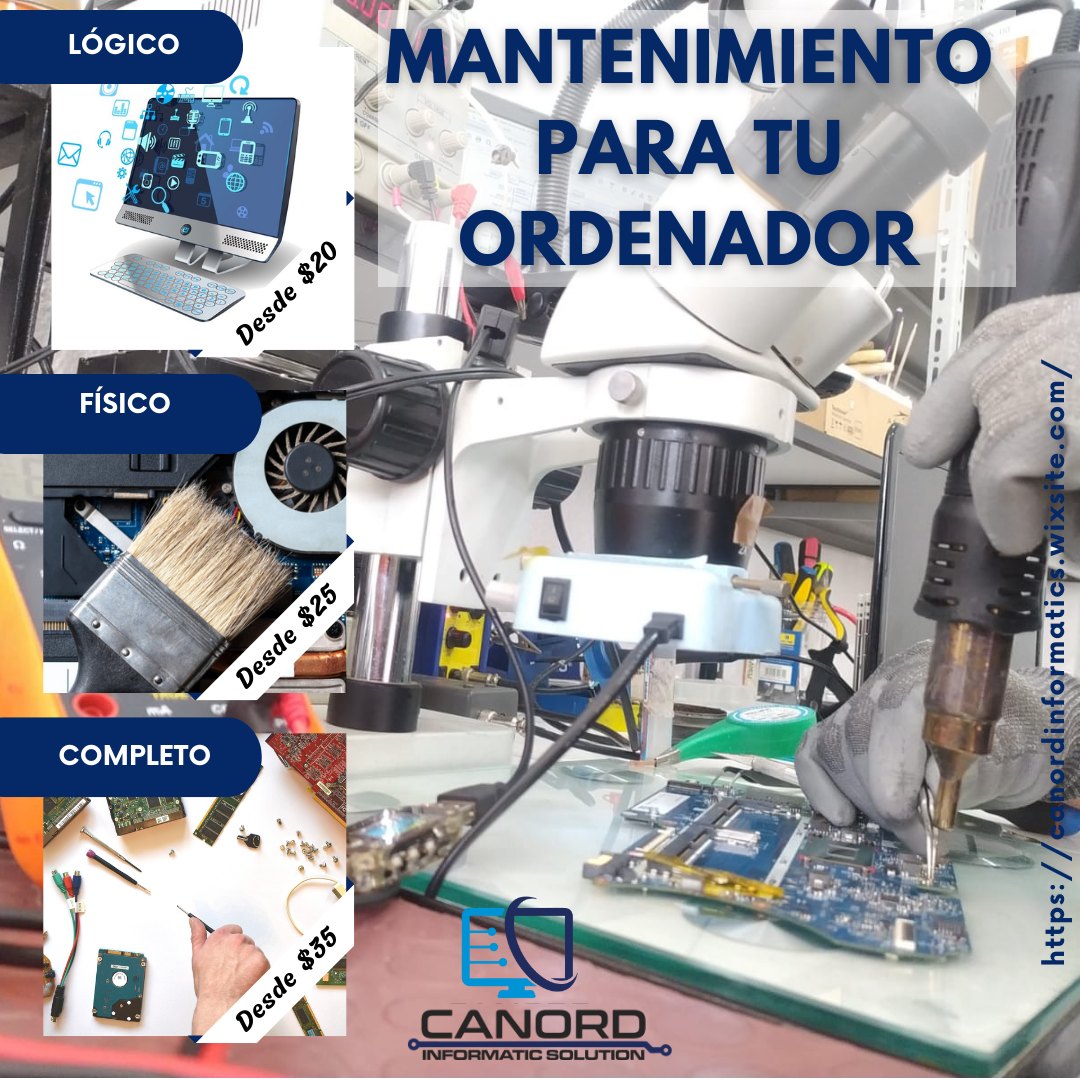 LÓGICO
Desde $20
FÍSICO
Desde $25
COMPLETO
Desde $35
MANTENIMIENTO
PARA TU
ORDENADOR
https://conordinformatics.wixsite.com/
CANORD
INFORMATIC SOLUTION